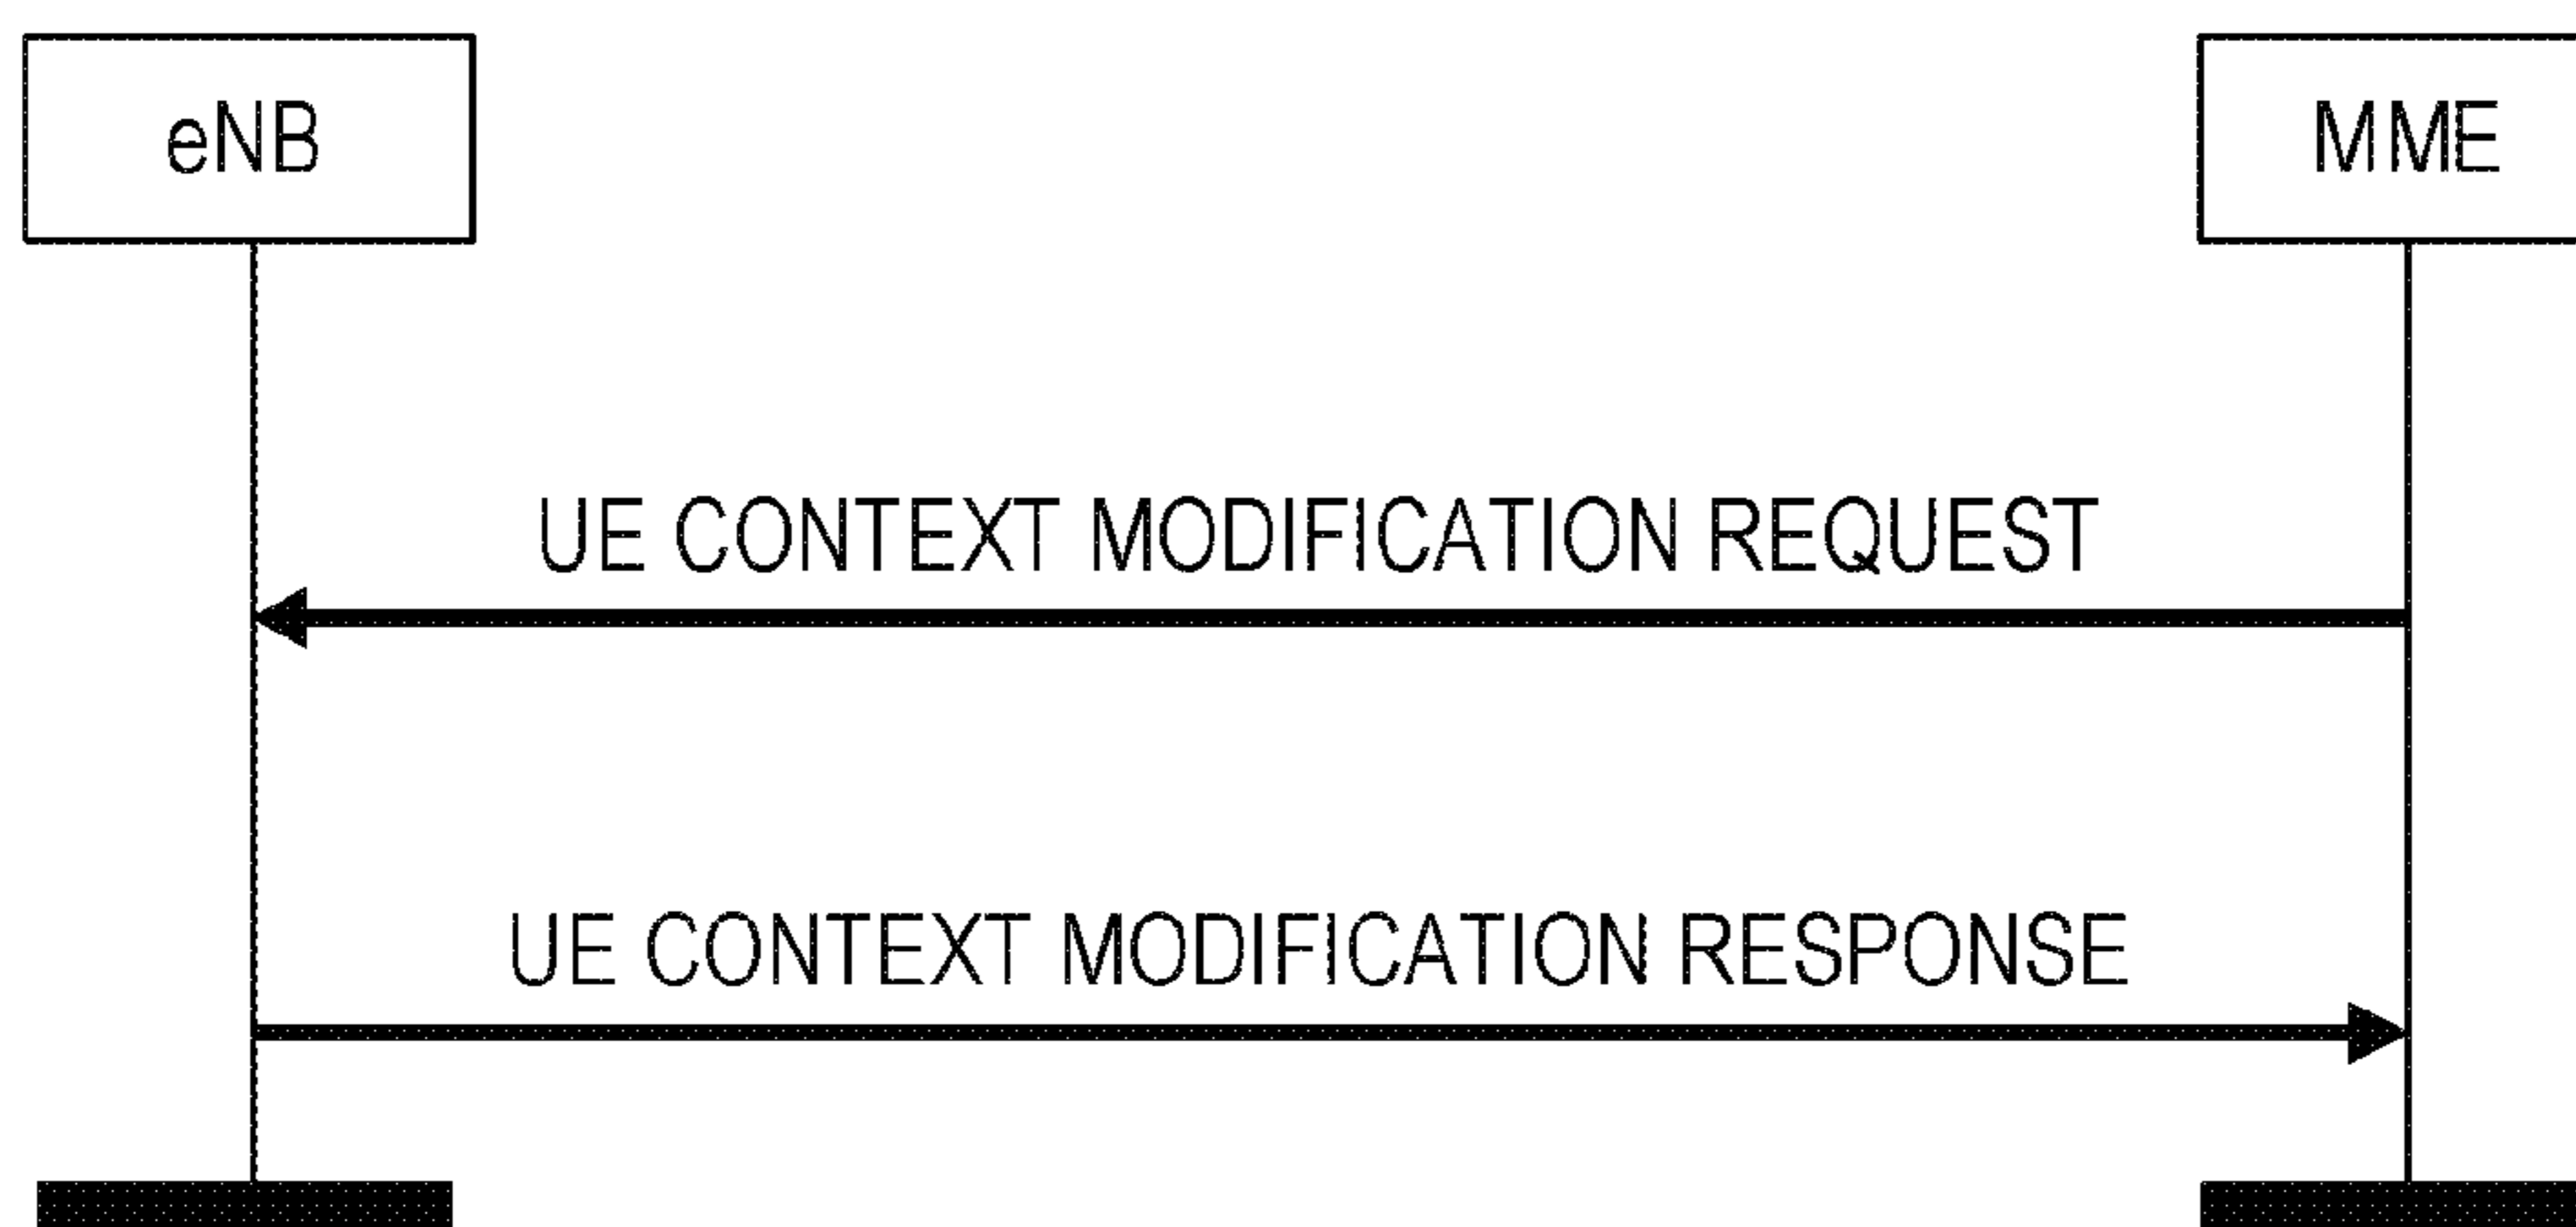 eNB
MME
UE CONTEXT MODIFICATION REQUEST
UE CONTEXT MODIFICATION RESPONSE